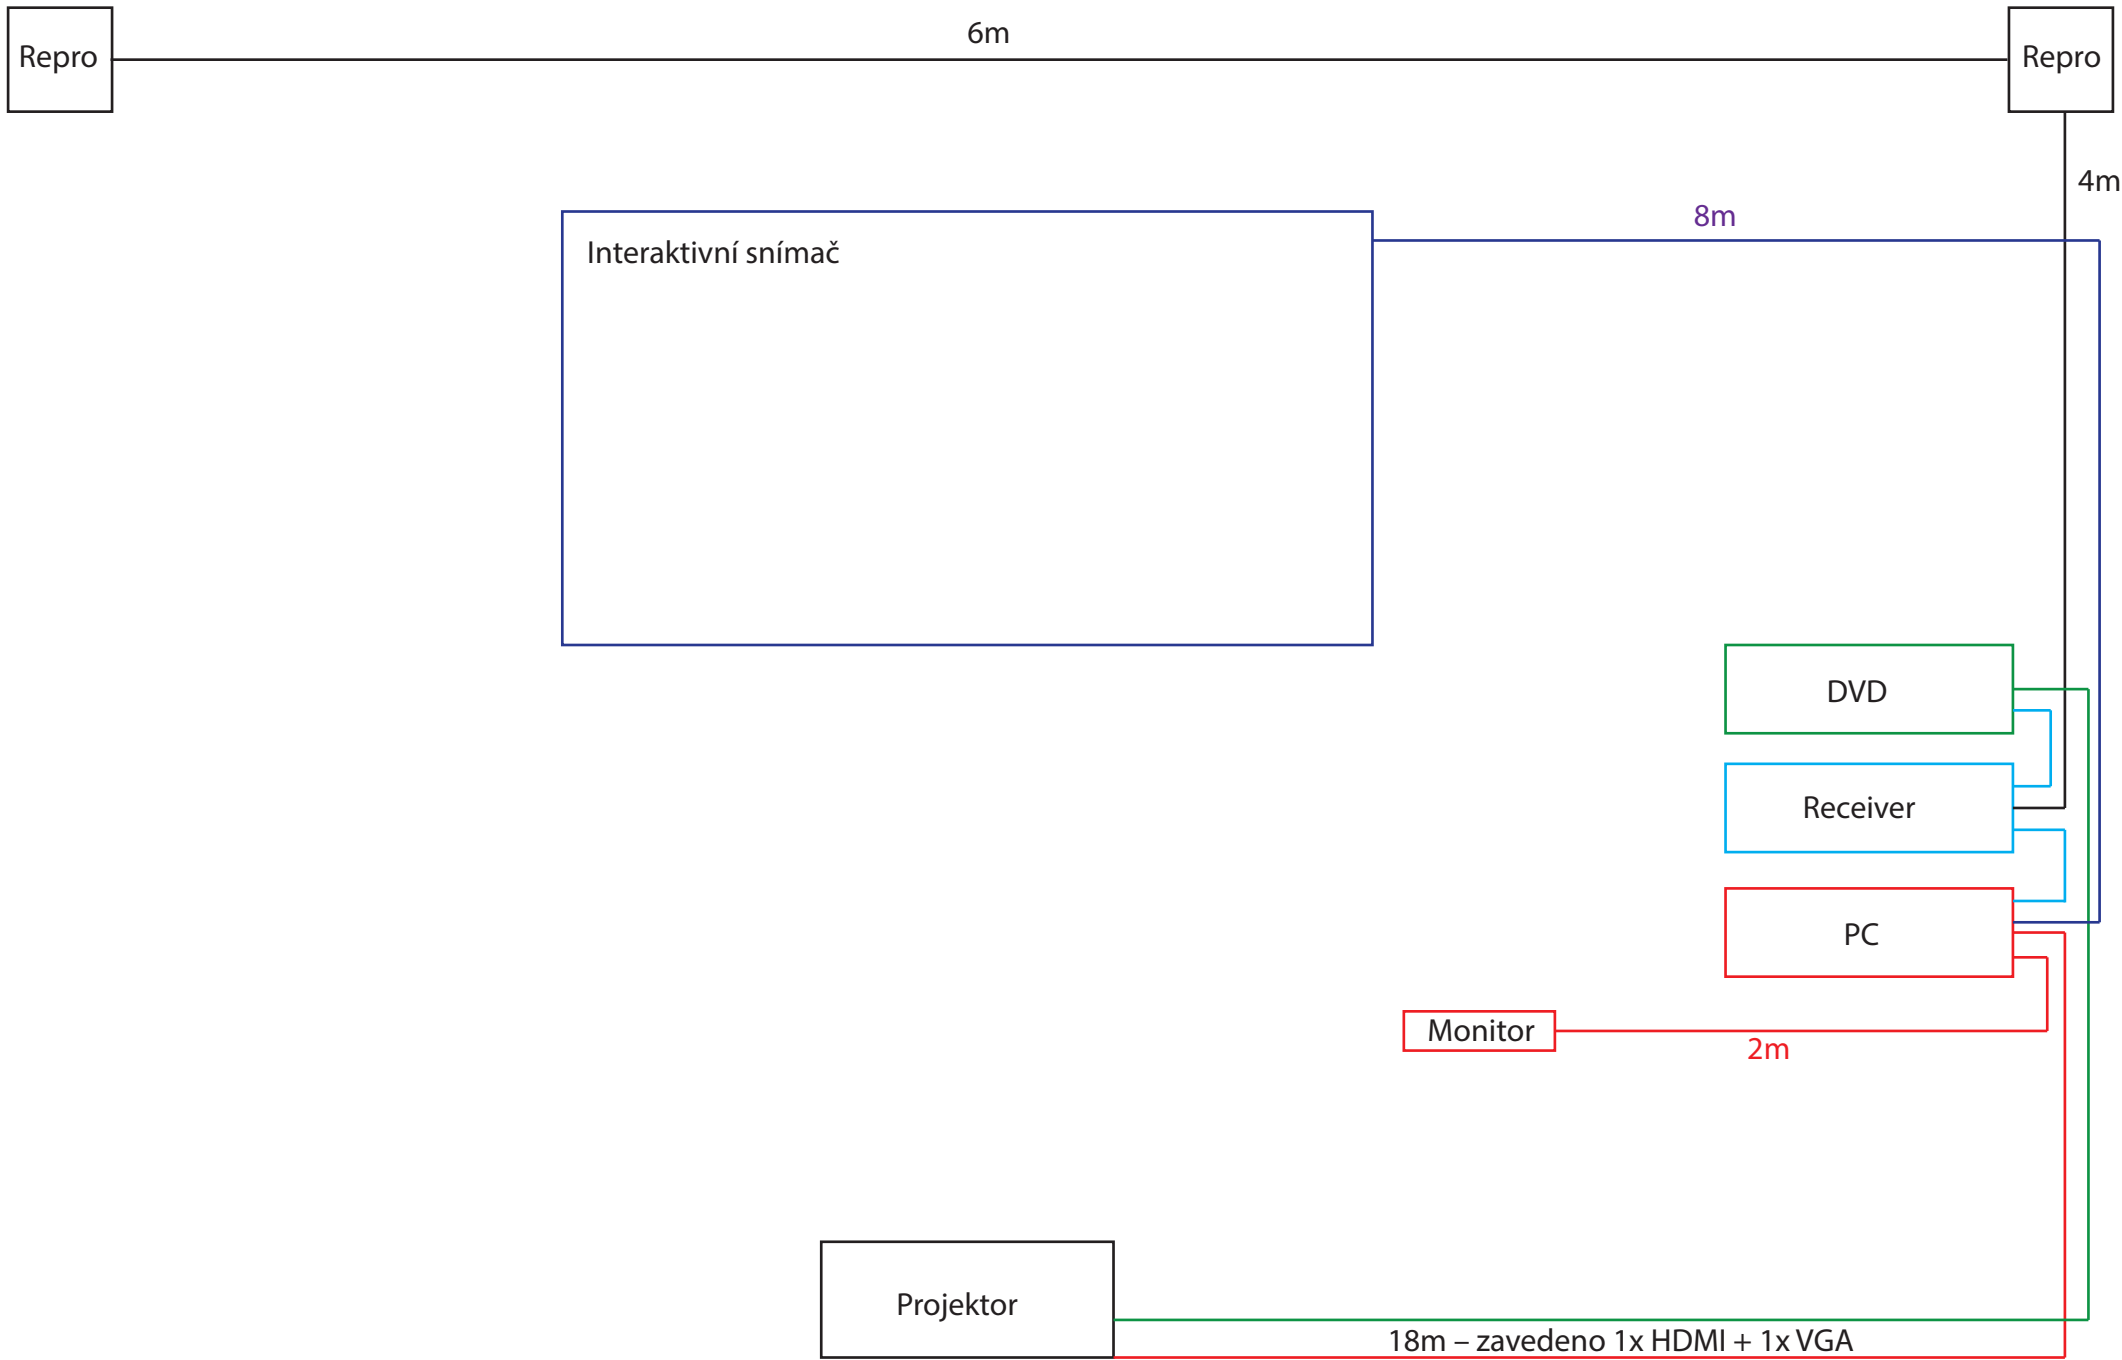 6m
Repro
Repro
4m
8m
Interaktivní snímač
DVD
Receiver
PC
Monitor
2m
Projektor
18m – zavedeno 1x HDMI + 1x VGA